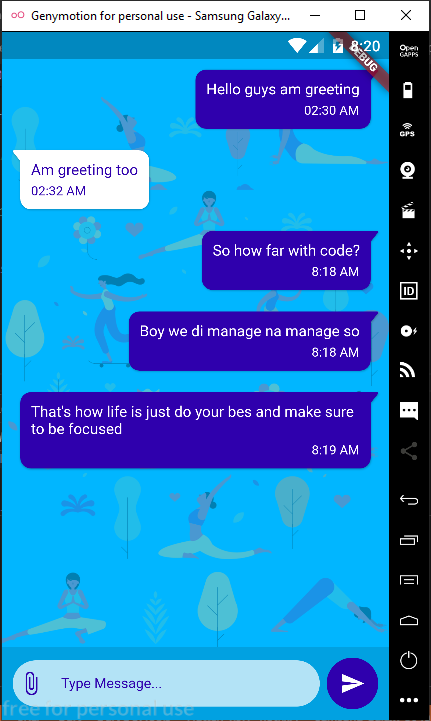 Genymotion for personal use - Samsung Galaxy...
8:20
DEBUG
Open
GAPPS
Hello guys am greeting
02:30 AM
GPS
Am greeting too
02:32 AM
So how far with code?
8:18 AM
ID
Boy we di manage na manage so
8:18 AM
That's how life is just do your bes and make sure
to be focused
8:19 AM
Type Message...
free for personal use